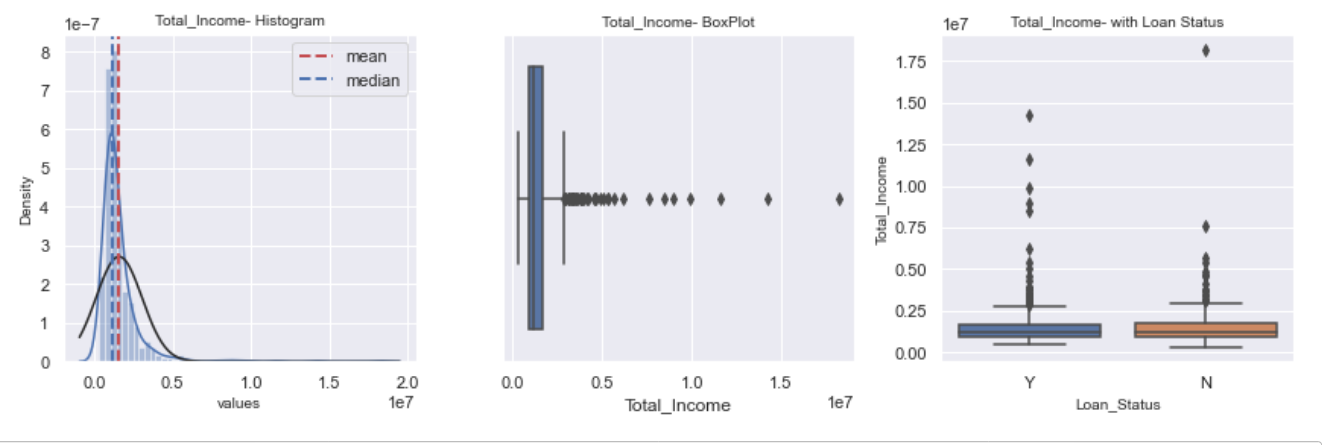 Total_Income- Histogram
1e−7
mean
median
8
7
6
5
4
3
2
1
0
Density
0.0 0.5 1.0 1.5 2.0
1e7
values
Total_Income- BoxPlot
0.0 0.5 1.0 1.5
1e7
Total_Income
Total_Income- with Loan Status
1e7
1.75
1.50
1.25
1.00
0.75
0.50
0.25
0.00
Total_Income
Y N
Loan_Status